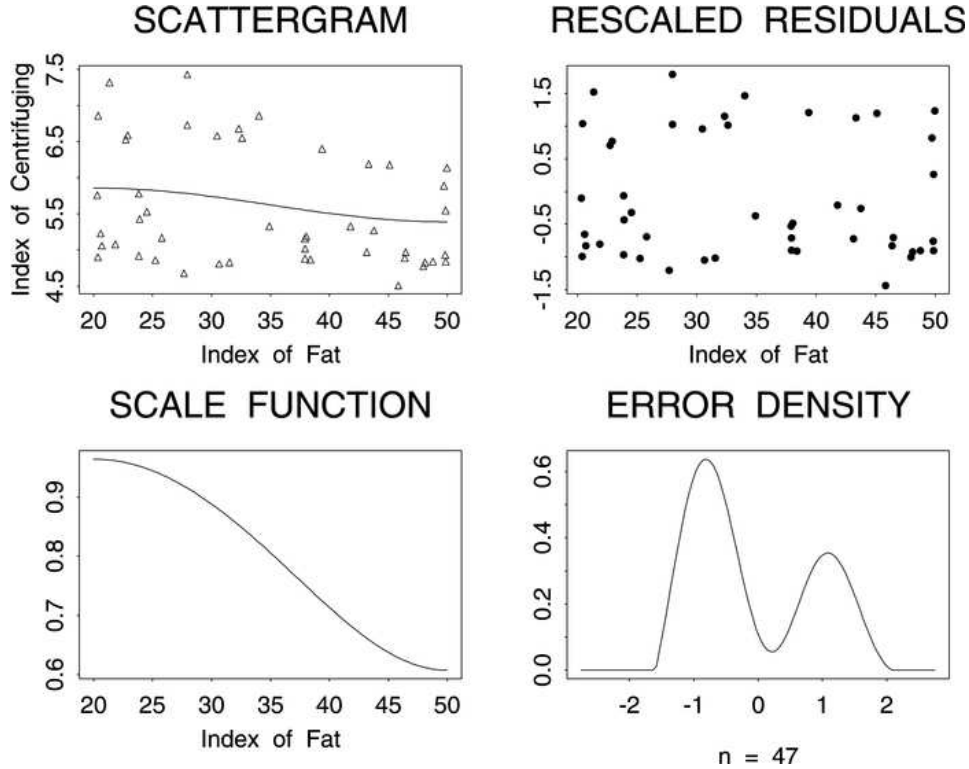 SCATTERGRAM
Index of Centrifuging
7.5
6.5
5.5
4.5
20 25 30 35 40 45 50
Index of Fat
RESCALED RESIDUALS
1.5
0.5
-0.5
-1.5
20 25 30 35 40 45 50
Index of Fat
SCALE FUNCTION
0.9
0.8
0.7
0.6
20 25 30 35 40 45 50
Index of Fat
ERROR DENSITY
0.6
0.4
0.2
0.0
-2 -1 0 1 2
n = 47